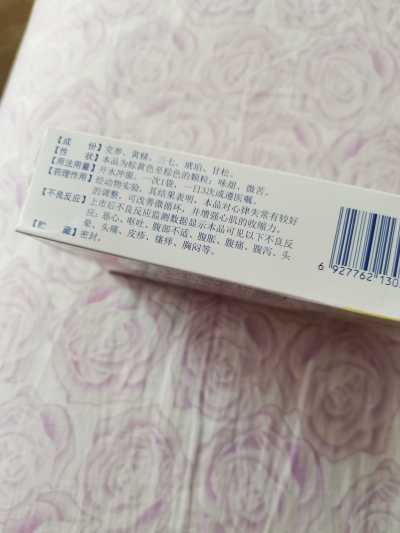 【成    份】党参、黄精、三七、琥珀、甘松。
【性    状】本品为棕黄色至棕色的颗粒；味甜、微苦。
【用法用量】开水冲服。一次1袋，一日3次或遵医嘱。
【药理作用】经动物实验，其结果表明，本品对心律失常有较好
的调整，可改善微循环，并增强心肌的收缩力。
【不良反应】上市后不良反应监测数据显示本品可见以下不良反
应：恶心、呕吐、腹部不适、腹胀、腹痛、腹泻、头
晕、头痛、皮疹、瘙痒、胸闷等。
【贮    藏】密封。
6 927762 130